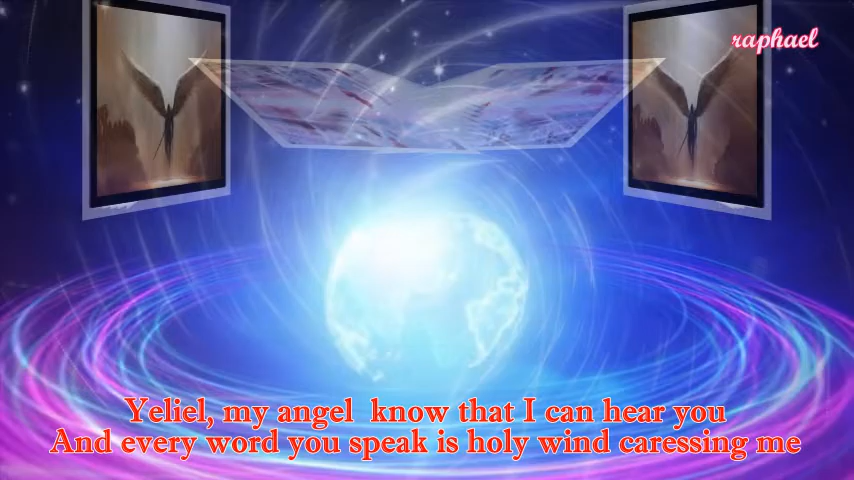 raphael
Yeliel, my angel know that I can hear you
And every word you speak is holy wind caressing me